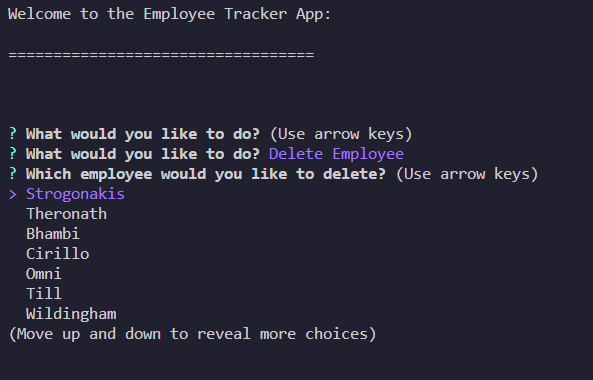 Welcome to the Employee Tracker App:
==================================
? What would you like to do? (Use arrow keys)
? What would you like to do? Delete Employee
? Which employee would you like to delete? (Use arrow keys)
> Strogonakis
Theronath
Bhambi
Cirillo
Omni
Till
Wildingham
(Move up and down to reveal more choices)